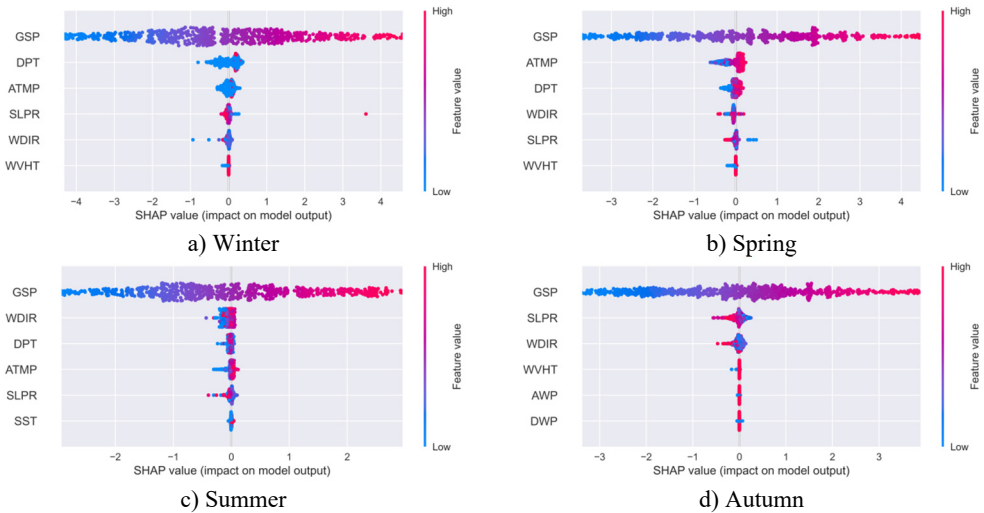 High
GSP
DPT
ATMP
SLPR
WDIR
WVHT
Feature value
Low
−4 −3 −2 −1 0 1 2 3 4
SHAP value (impact on model output)
a) Winter
High
GSP
ATMP
DPT
WDIR
SLPR
WVHT
Feature value
Low
−3 −2 −1 0 1 2 3 4
SHAP value (impact on model output)
b) Spring
High
GSP
WDIR
DPT
ATMP
SLPR
SST
Feature value
Low
−2 −1 0 1 2
SHAP value (impact on model output)
c) Summer
High
GSP
SLPR
WDIR
WVHT
AWP
DWP
Feature value
Low
−3 −2 −1 0 1 2 3
SHAP value (impact on model output)
d) Autumn